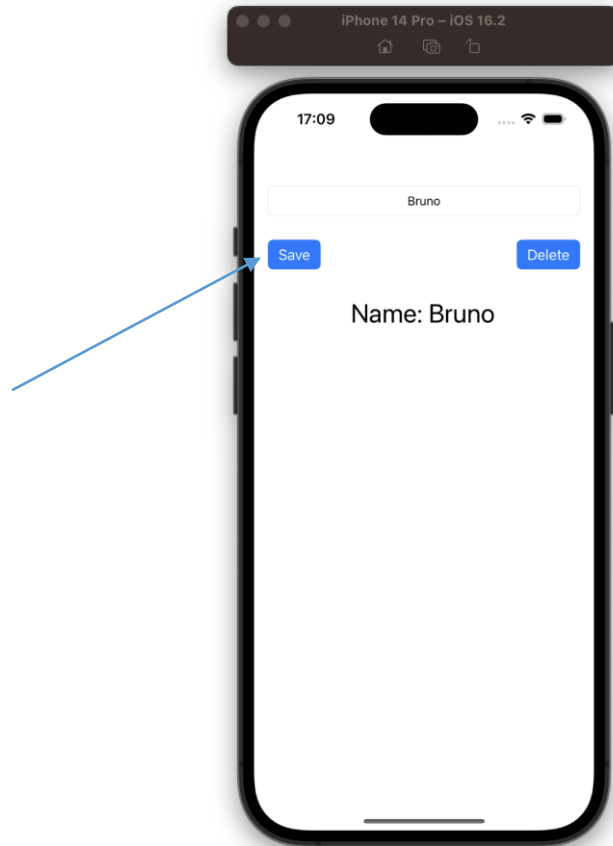 iPhone 14 Pro – iOS 16.2
17:09
Bruno
Save Delete
Name: Bruno